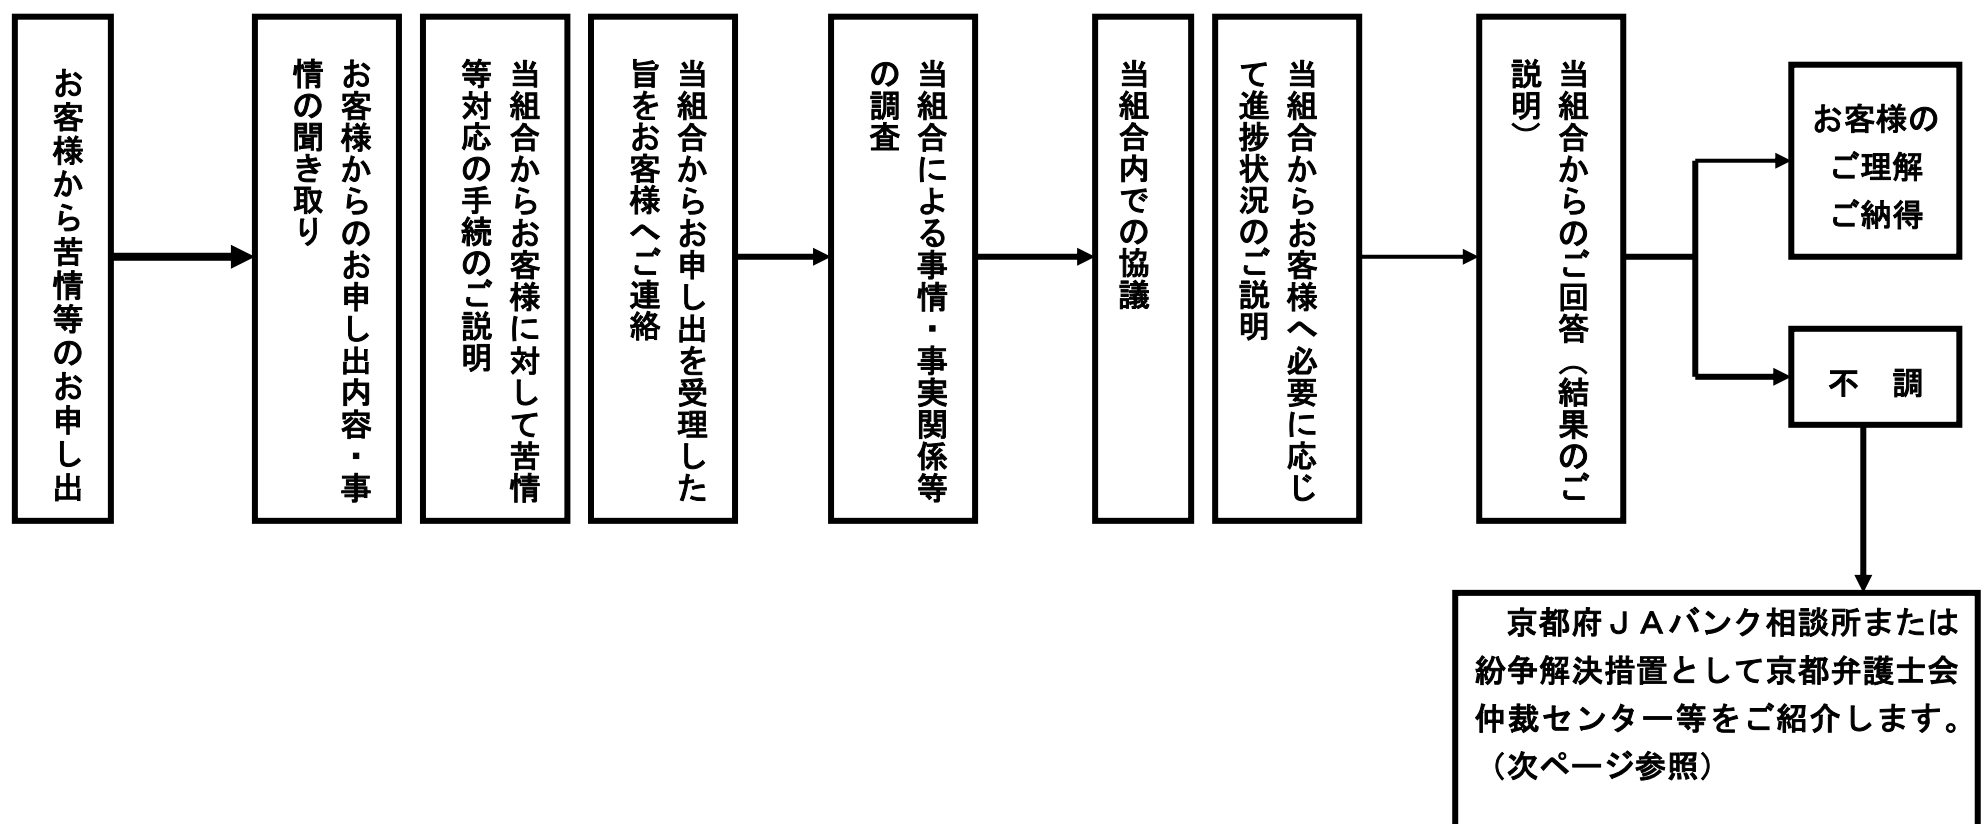 お客様から苦情等のお申し出
お客様からのお申し出内容・事
情の聞き取り
当組合からお客様に対して苦情
等対応の手続のご説明
当組合からお申し出を受理した
旨をお客様へご連絡
当組合による事情・事実関係等
の調査
当組合内での協議
当組合からお客様へ必要に応じ
て進捗状況のご説明
当組合からのご回答（結果のご
説明）
お客様の
ご理解
ご納得
不　調
京都府ＪＡバンク相談所または
紛争解決措置として京都弁護士会
仲裁センター等をご紹介します。
（次ページ参照）